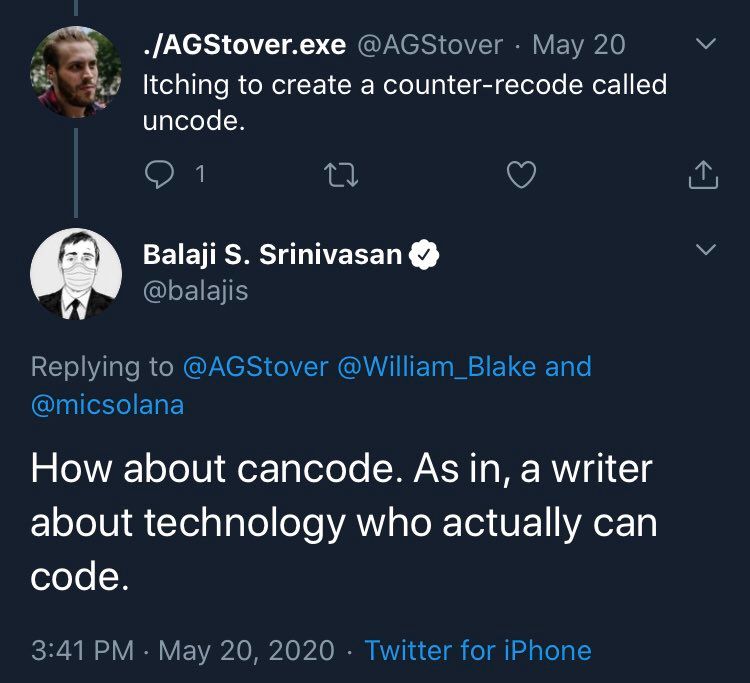 ./AGStover.exe @AGStover · May 20
Itching to create a counter-recode called
uncode.
1
Balaji S. Srinivasan
@balajis
Replying to @AGStover @William_Blake and
@micsolana
How about cancode. As in, a writer
about technology who actually can
code.
3:41 PM · May 20, 2020 · Twitter for iPhone